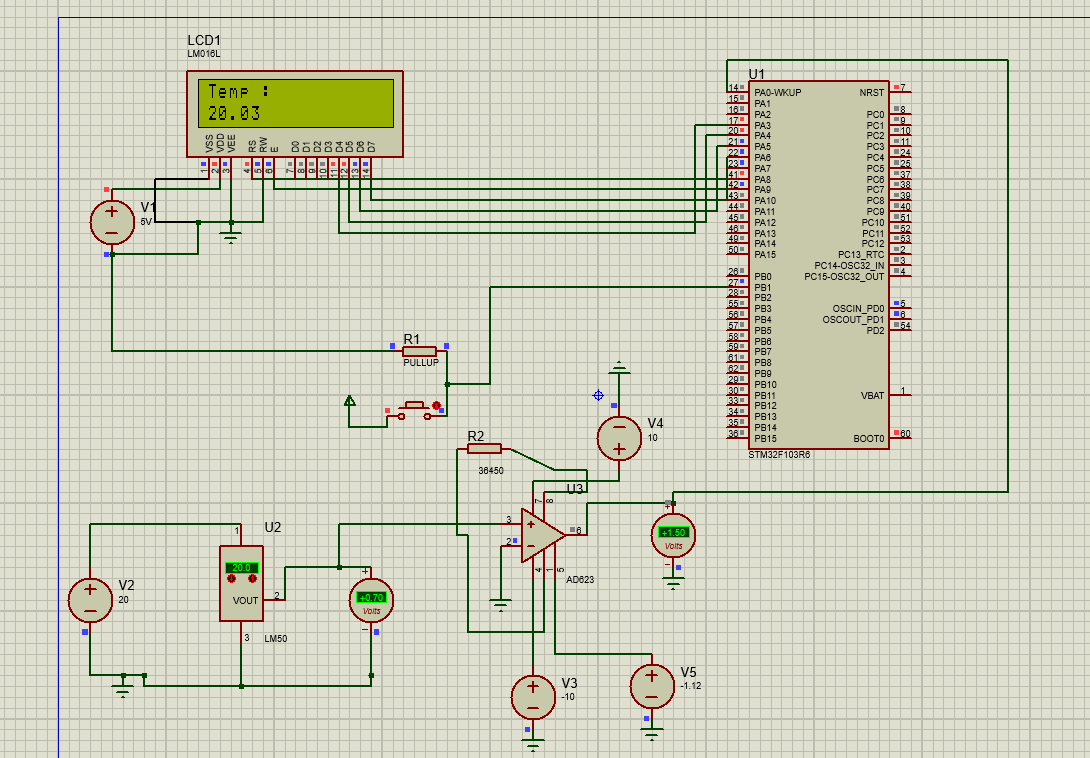 LCD1
LM016L
Temp :
20.03
VSS
VDD
VEE
RS
RW
E
D0
D1
D2
D3
D4
D5
D6
D7
1
2
3
4
5
6
7
8
9
10
11
12
13
14
V1
5V
R1
PULLUP
U1
14 PA0-WKUP
15 PA1
16 PA2
17 PA3
20 PA4
21 PA5
22 PA6
23 PA7
41 PA8
42 PA9
43 PA10
44 PA11
45 PA12
46 PA13
49 PA14
50 PA15
26 PB0
27 PB1
28 PB2
55 PB3
56 PB4
57 PB5
58 PB6
59 PB7
61 PB8
62 PB9
29 PB10
30 PB11
33 PB12
34 PB13
35 PB14
36 PB15
NRST 7
PC0 8
PC1 9
PC2 10
PC3 11
PC4 24
PC5 25
PC6 37
PC7 38
PC8 39
PC9 40
PC10 51
PC11 52
PC12 53
PC13_RTC 2
PC14-OSC32_IN 3
PC15-OSC32_OUT 4
OSCIN_PD0 5
OSCOUT_PD1 6
PD2 54
VBAT 1
BOOT0 60
STM32F103R6
V4
10
R2
36450
U3
7
8
3
2
6
4
1
5
AD623
+1.50
Volts
U2
1
20.0
VOUT
2
3
LM50
V2
20
+0.70
Volts
V3
-10
V5
-1.12